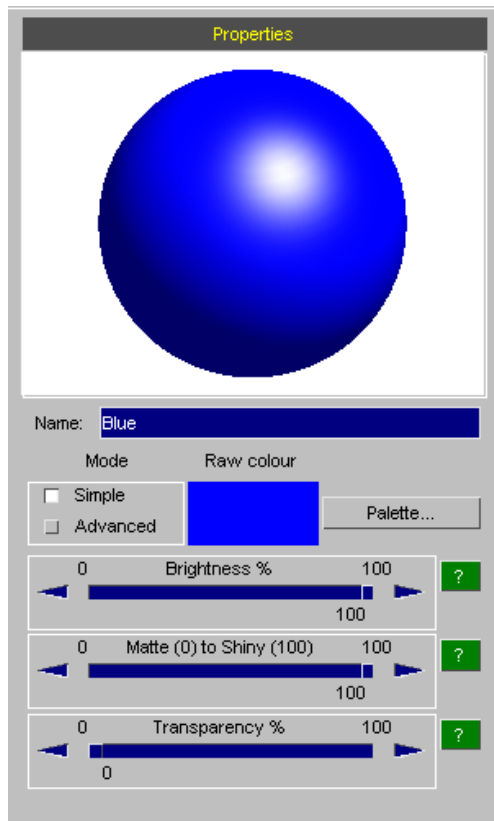 Properties
Name: Blue
Mode Raw colour
Simple
Advanced
Palette...
0 Brightness % 100 ?
100
0 Matte (0) to Shiny (100) 100 ?
100
0 Transparency % 100 ?
0